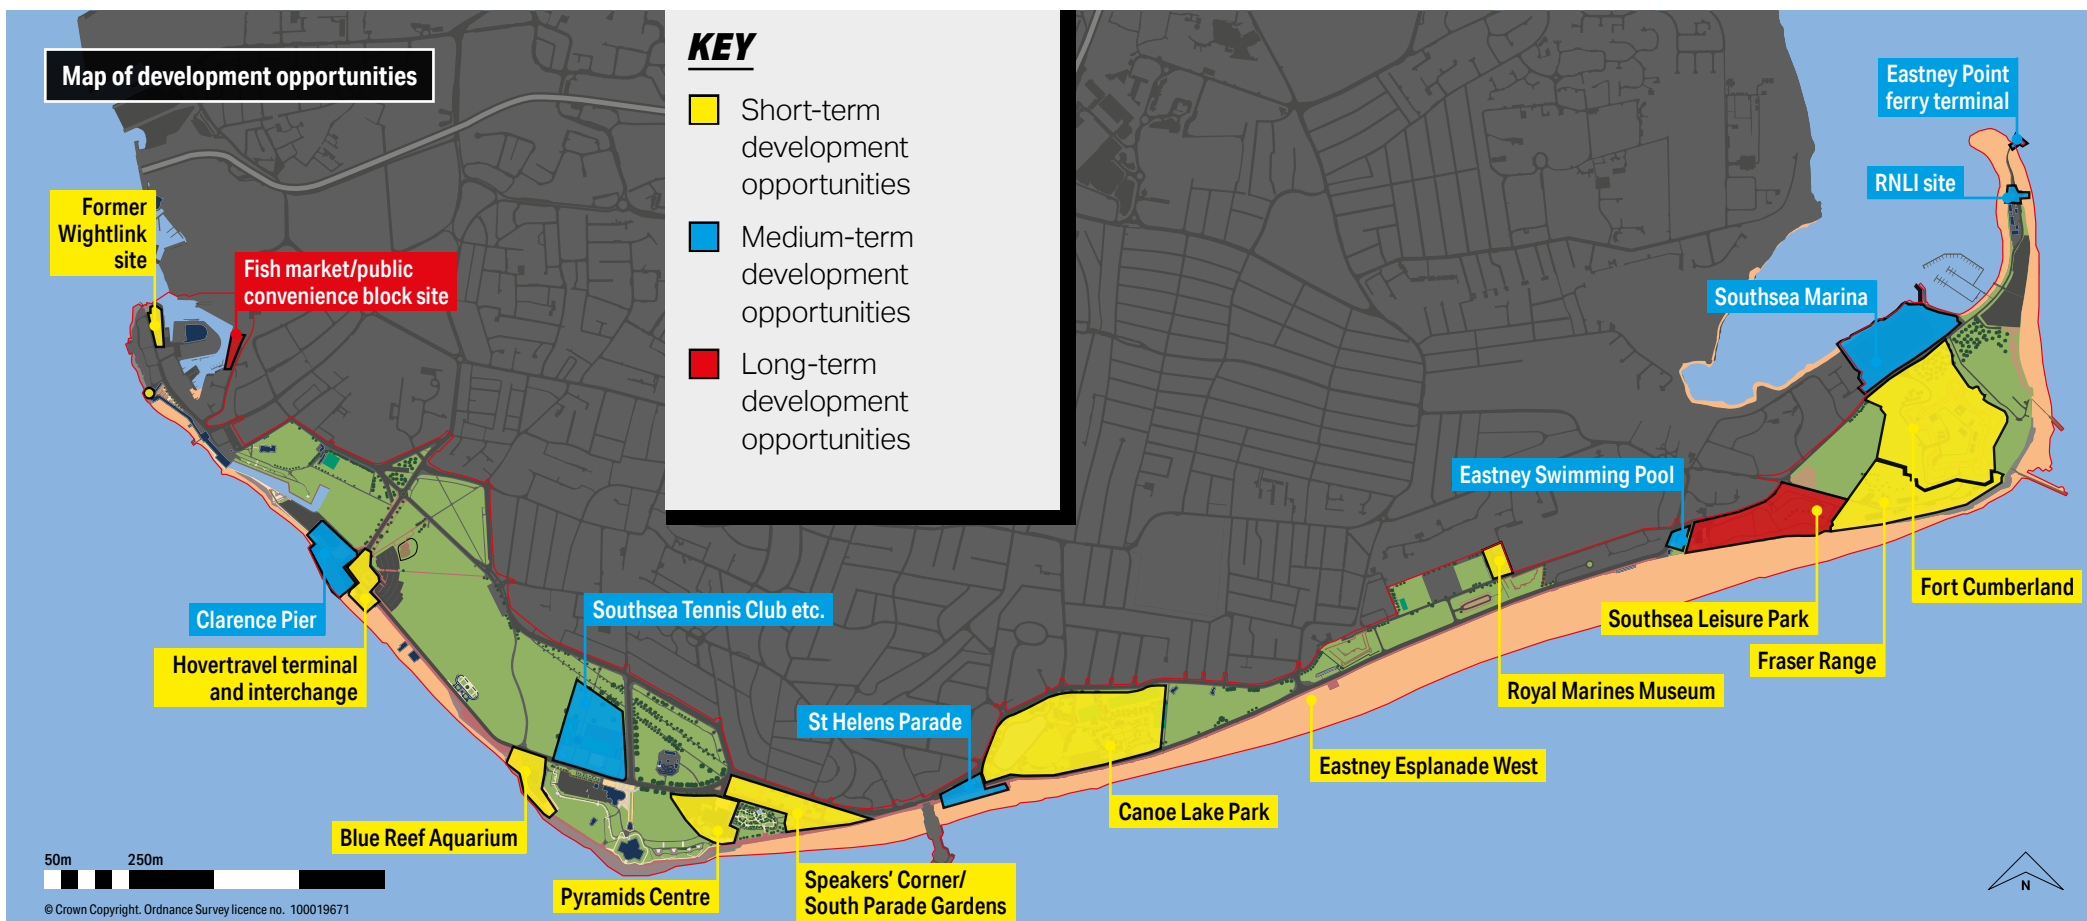 Map of development opportunities
KEY
Short-term
development
opportunities
Medium-term
development
opportunities
Long-term
development
opportunities
Eastney Point
ferry terminal
RNLI site
Former
Wightlink
site
Fish market/public
convenience block site
Southsea Marina
Eastney Swimming Pool
Fort Cumberland
Clarence Pier
Southsea Tennis Club etc.
Southsea Leisure Park
Hovertravel terminal
and interchange
Fraser Range
Royal Marines Museum
St Helens Parade
Eastney Esplanade West
Canoe Lake Park
Blue Reef Aquarium
Pyramids Centre
Speakers' Corner/
South Parade Gardens
50m 250m
© Crown Copyright. Ordnance Survey licence no. 100019671
N